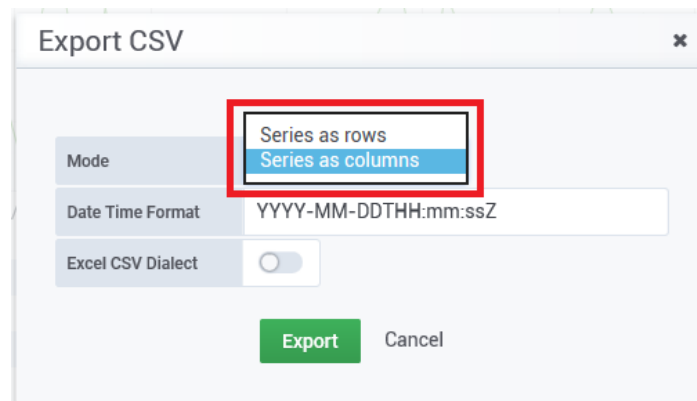 Export CSV
Series as rows
Mode
Series as columns
Date Time Format
YYYY-MM-DDTHH:mm:ssZ
Excel CSV Dialect
Export
Cancel